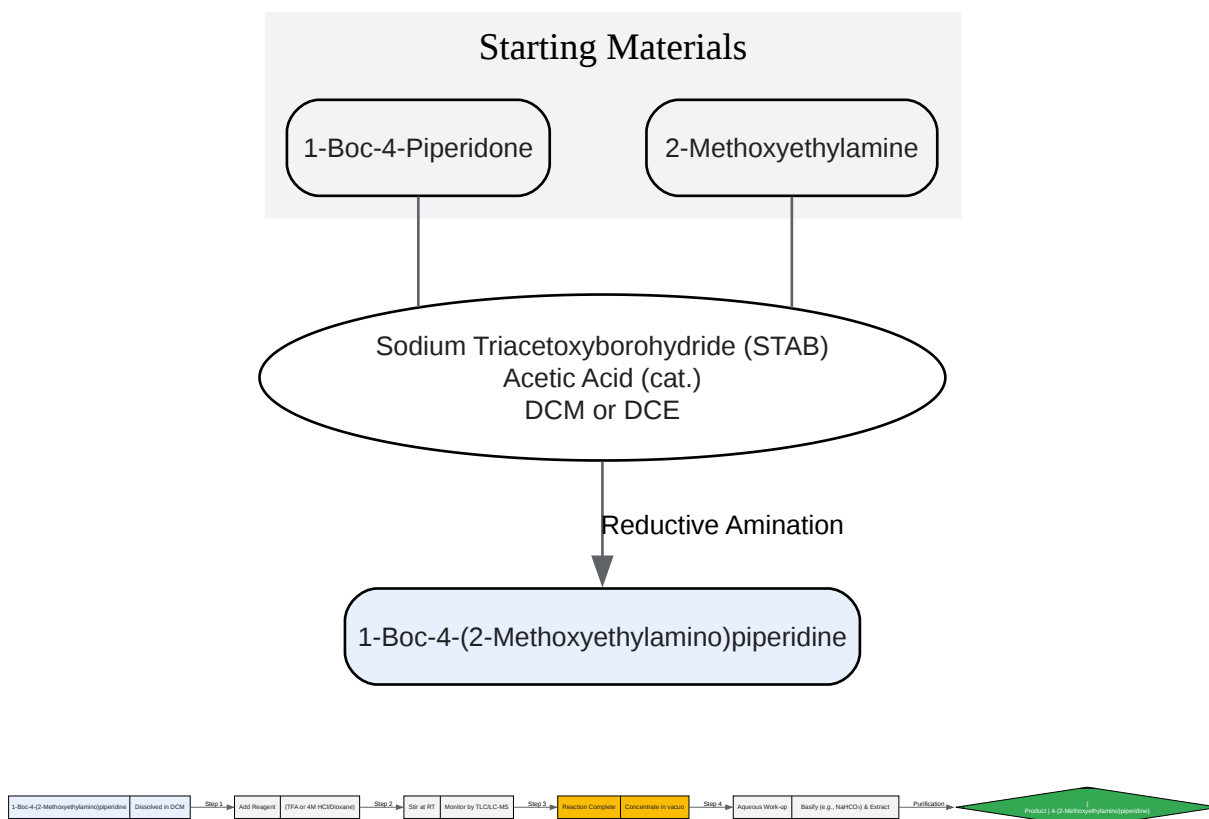 Starting Materials
1-Boc-4-Piperidone
2-Methoxyethylamine
Sodium Triacetoxyborohydride (STAB)
Acetic Acid (cat.)
DCM or DCE
Reductive Amination
1-Boc-4-(2-Methoxyethylamino)piperidine
1-Boc-4-(2-Methoxyethylamino)piperidine
Dissolved in DCM
Step 1
Add Reagent
(TFA or 4M HCl/Dioxane)
Step 2
Stir at RT
Monitor by TLC/LC-MS
Step 3
Reaction Complete
Concentrate in vacuo
Step 4
Aqueous Work-up
Basify (e.g., NaHCO₃) & Extract
Purification
{
Product | 4-(2-Methoxyethylamino)piperidine}